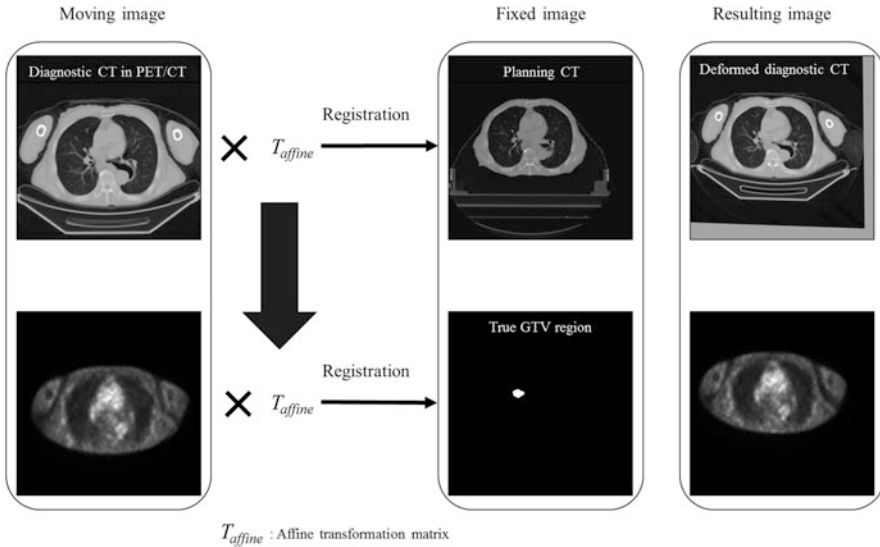 Moving image
Fixed image
Resulting image
Diagnostic CT in PET/CT
Planning CT
Deformed diagnostic CT
Registration
× T_affine
True GTV region
Registration
× T_affine
T_affine : Affine transformation matrix